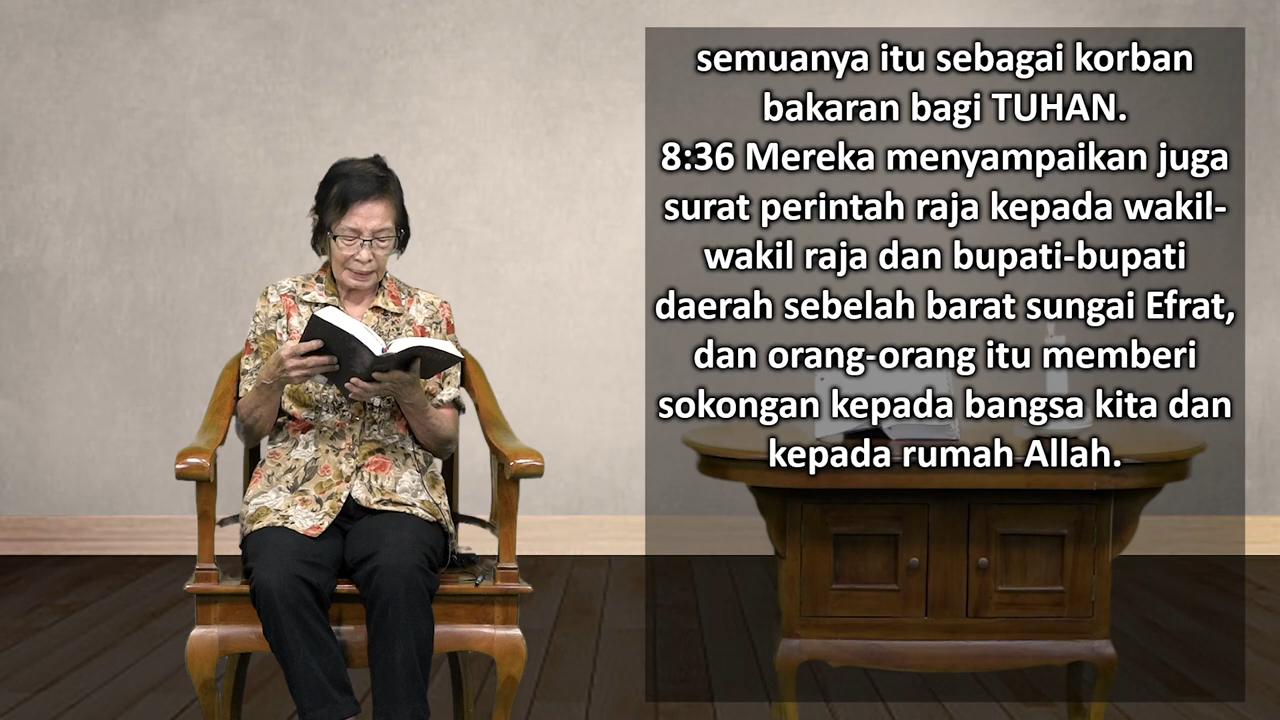 semuanya itu sebagai korban
bakaran bagi TUHAN.
8:36 Mereka menyampaikan juga
surat perintah raja kepada wakil-
wakil raja dan bupati-bupati
daerah sebelah barat sungai Efrat,
dan orang-orang itu memberi
sokongan kepada bangsa kita dan
kepada rumah Allah.